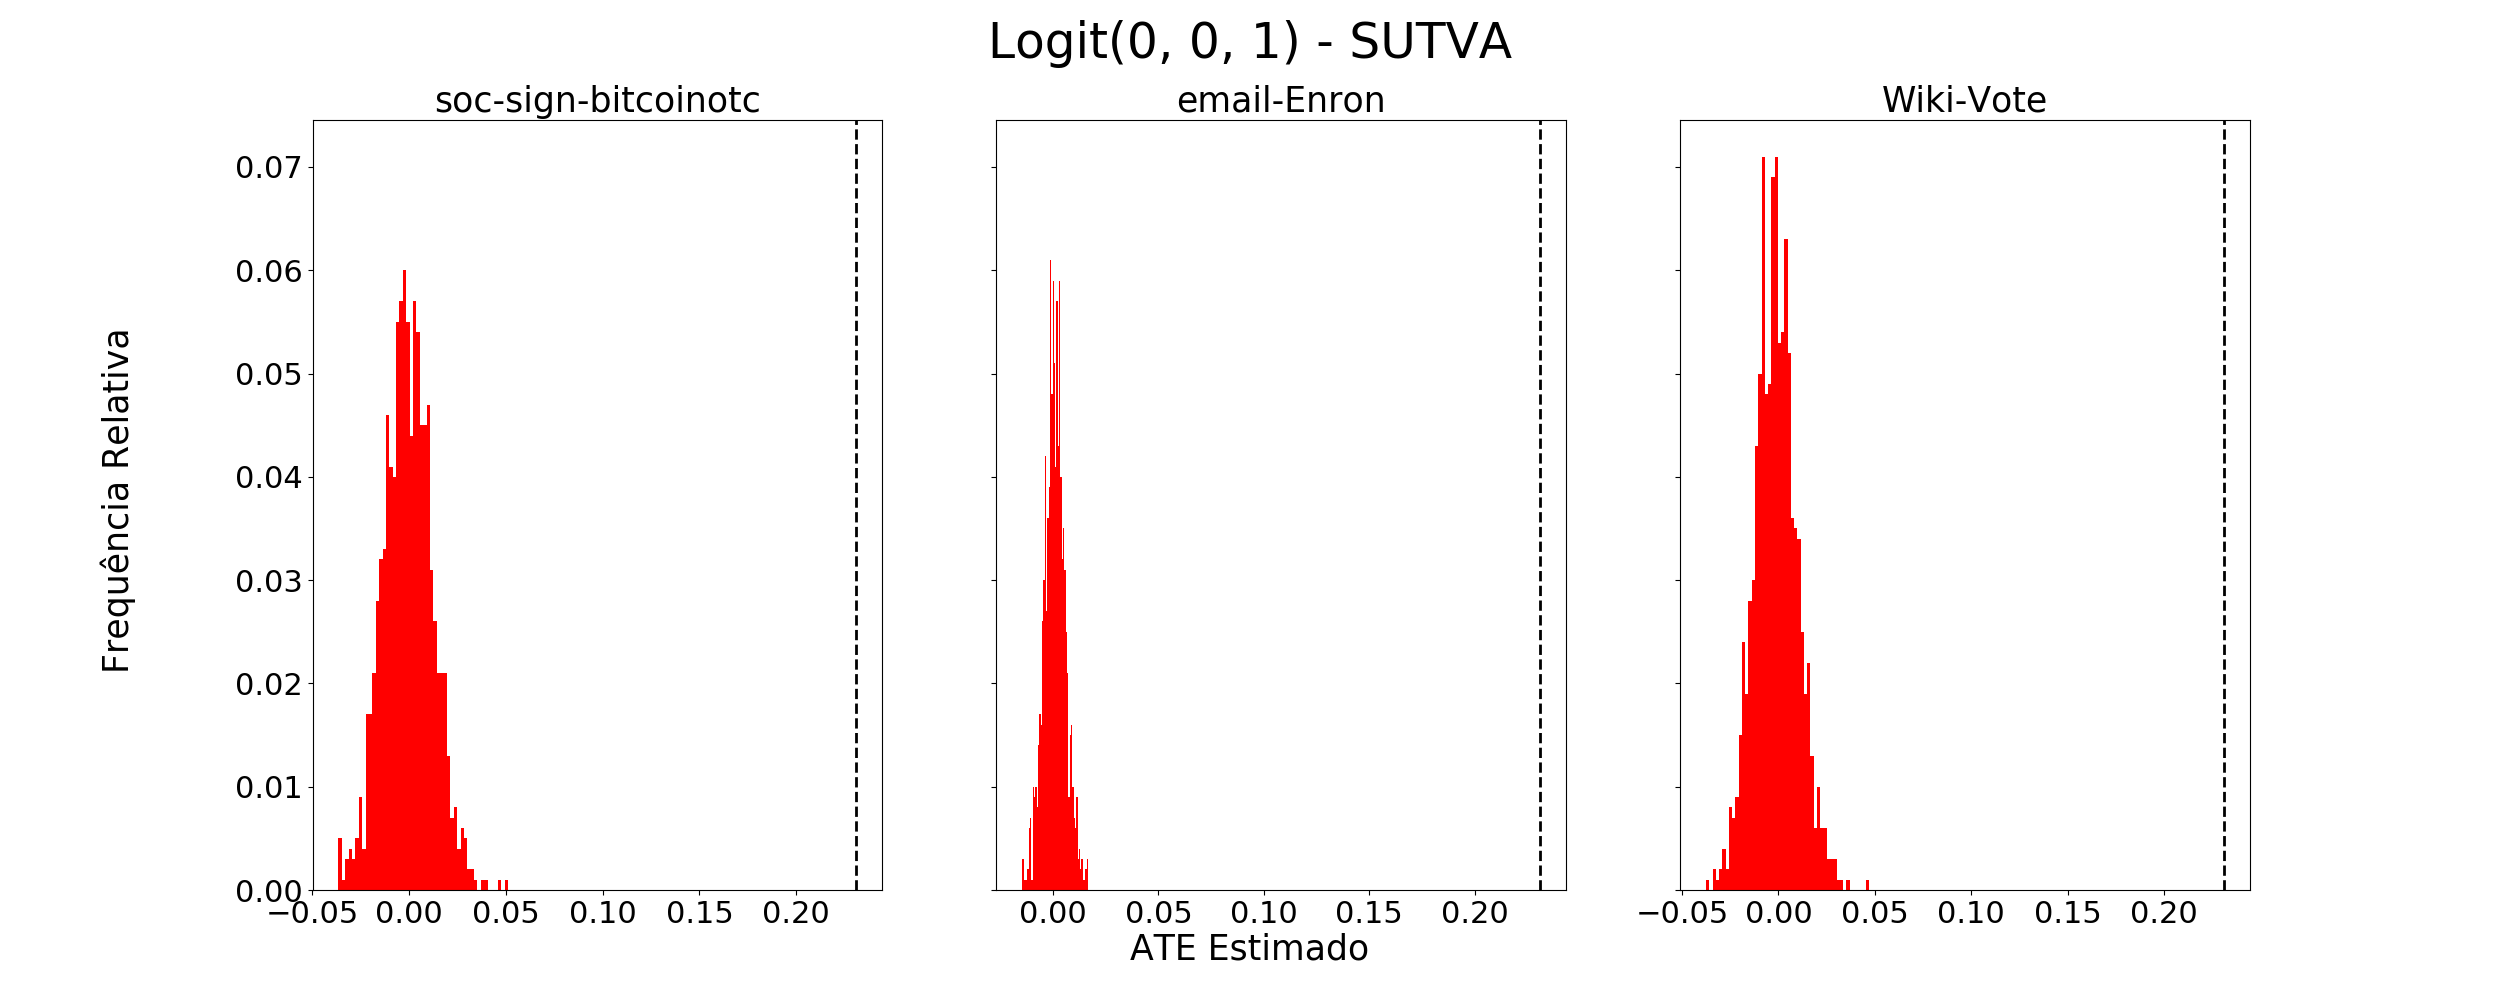 Logit(0, 0, 1) - SUTVA
soc-sign-bitcoinotc
email-Enron
Wiki-Vote
Frequência Relativa
0.07
0.06
0.05
0.04
0.03
0.02
0.01
0.00
−0.05 0.00 0.05 0.10 0.15 0.20
0.00 0.05 0.10 0.15 0.20
−0.05 0.00 0.05 0.10 0.15 0.20
ATE Estimado